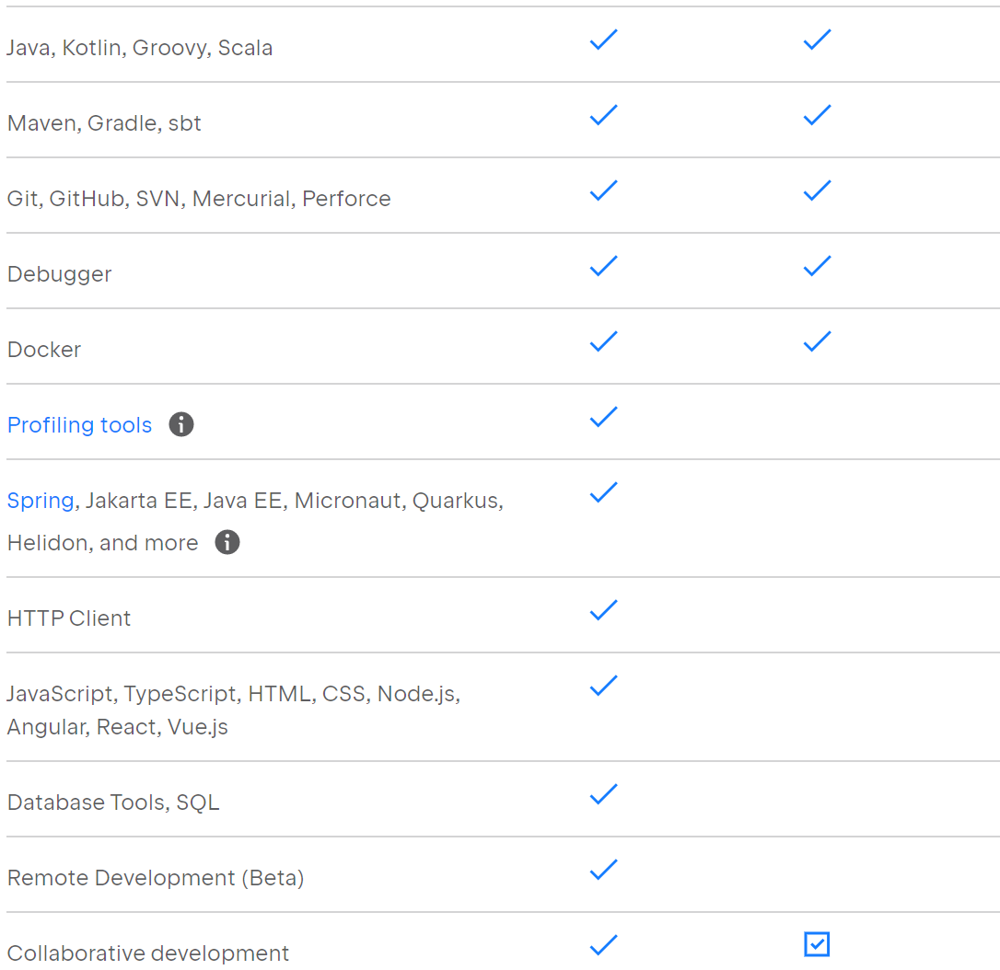 Java, Kotlin, Groovy, Scala
Maven, Gradle, sbt
Git, GitHub, SVN, Mercurial, Perforce
Debugger
Docker
Profiling tools
Spring, Jakarta EE, Java EE, Micronaut, Quarkus,
Helidon, and more
HTTP Client
JavaScript, TypeScript, HTML, CSS, Node.js,
Angular, React, Vue.js
Database Tools, SQL
Remote Development (Beta)
Collaborative development